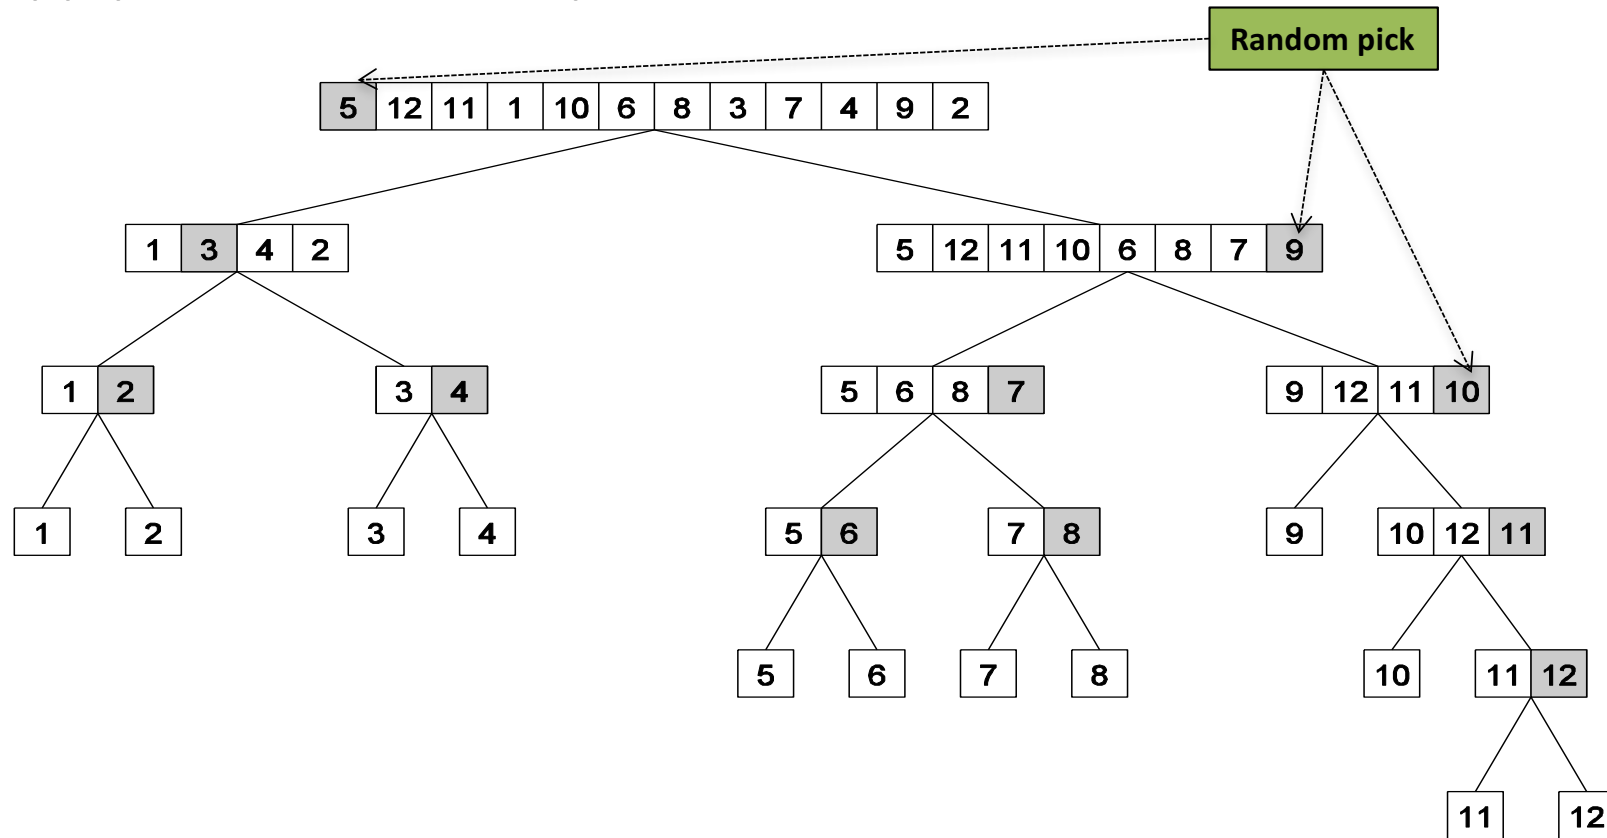 Random pick
5 12 11 1 10 6 8 3 7 4 9 2
1 3 4 2 5 12 11 10 6 8 7 9
1 2 3 4 5 6 8 7 9 12 11 10
1 2 3 4 5 6 7 8 9 10 12 11
5 6 7 8 10 11 12
11 12